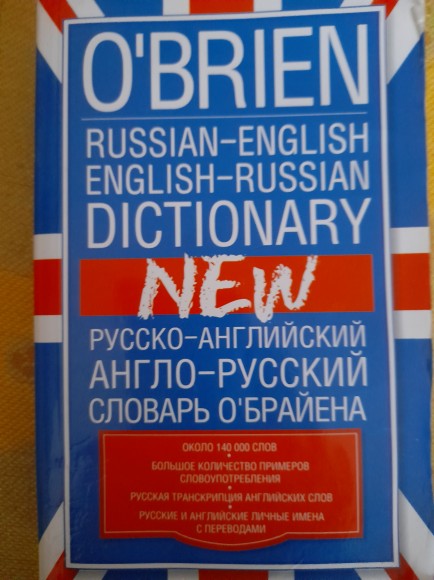 O'BRIEN
RUSSIAN–ENGLISH
ENGLISH–RUSSIAN
DICTIONARY
NEW
РУССКО–АНГЛИЙСКИЙ
АНГЛО–РУССКИЙ
СЛОВАРЬ О'БРАЙЕНА
ОКОЛО 140 000 СЛОВ
•
БОЛЬШОЕ КОЛИЧЕСТВО ПРИМЕРОВ
СЛОВОУПОТРЕБЛЕНИЯ
•
РУССКАЯ ТРАНСКРИПЦИЯ АНГЛИЙСКИХ СЛОВ
•
РУССКИЕ И АНГЛИЙСКИЕ ЛИЧНЫЕ ИМЕНА
С ПЕРЕВОДАМИ